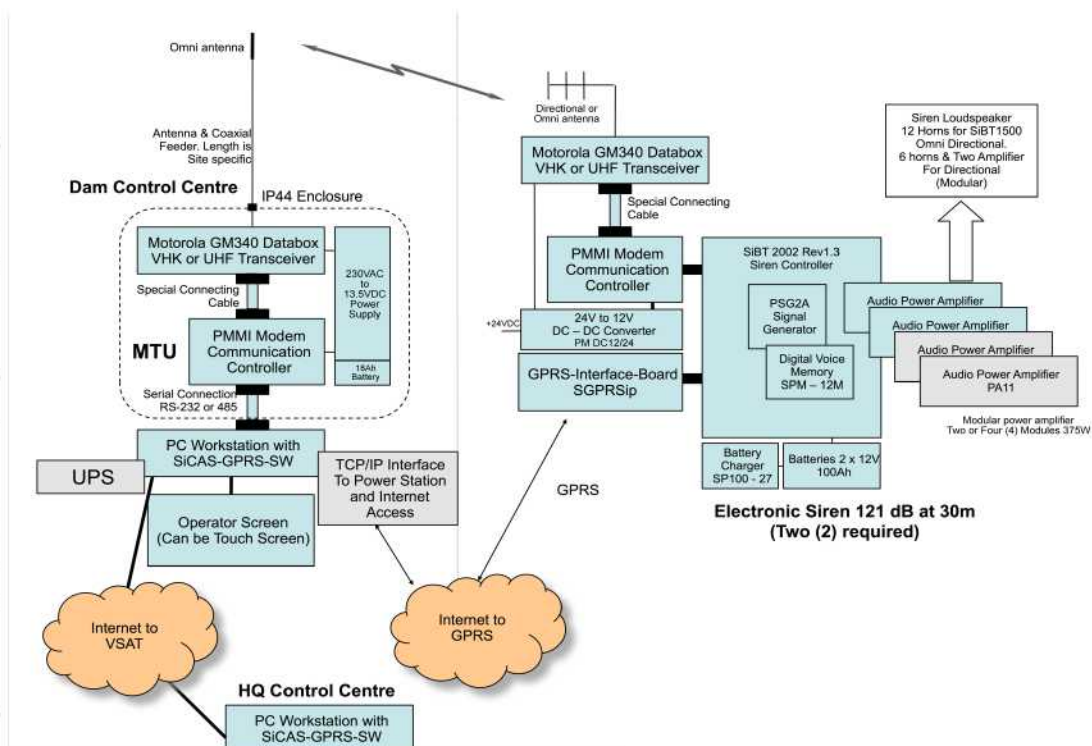 Omni antenna
Antenna & Coaxial
Feeder. Length is
Site specific
Dam Control Centre
IP44 Enclosure
Motorola GM340 Databox
VHK or UHF Transceiver
230VAC
to
13.5VDC
Power
Supply
Special Connecting
Cable
MTU
PMMI Modem
Communication
Controller
18Ah
Battery
Serial Connection
RS-232 or 485
PC Workstation with
SiCAS-GPRS-SW
UPS
TCP/IP Interface
To Power Station
and Internet
Access
Operator Screen
(Can be Touch Screen)
Internet to
VSAT
HQ Control Centre
PC Workstation with
SiCAS-GPRS-SW
Internet to
GPRS
GPRS
Directional or
Omni antenna
Motorola GM340 Databox
VHK or UHF Transceiver
Special Connecting
Cable
PMMI Modem
Communication
Controller
+24VDC
24V to 12V
DC – DC Converter
PM DC12/24
GPRS-Interface-Board
SGPRSip
SiBT 2002 Rev1.3
Siren Controller
PSG2A
Signal
Generator
Digital Voice
Memory
SPM – 12M
Siren Loudspeaker
12 Horns for SiBT1500
Omni Directional.
6 horns & Two Amplifier
For Directional
(Modular)
Audio Power Amplifier
Audio Power Amplifier
Audio Power Amplifier
Audio Power Amplifier
PA11
Modular power amplifier
Two or Four (4) Modules 375W
Battery
Charger
SP100 - 27
Batteries 2 x 12V
100Ah
Electronic Siren 121 dB at 30m
(Two (2) required)